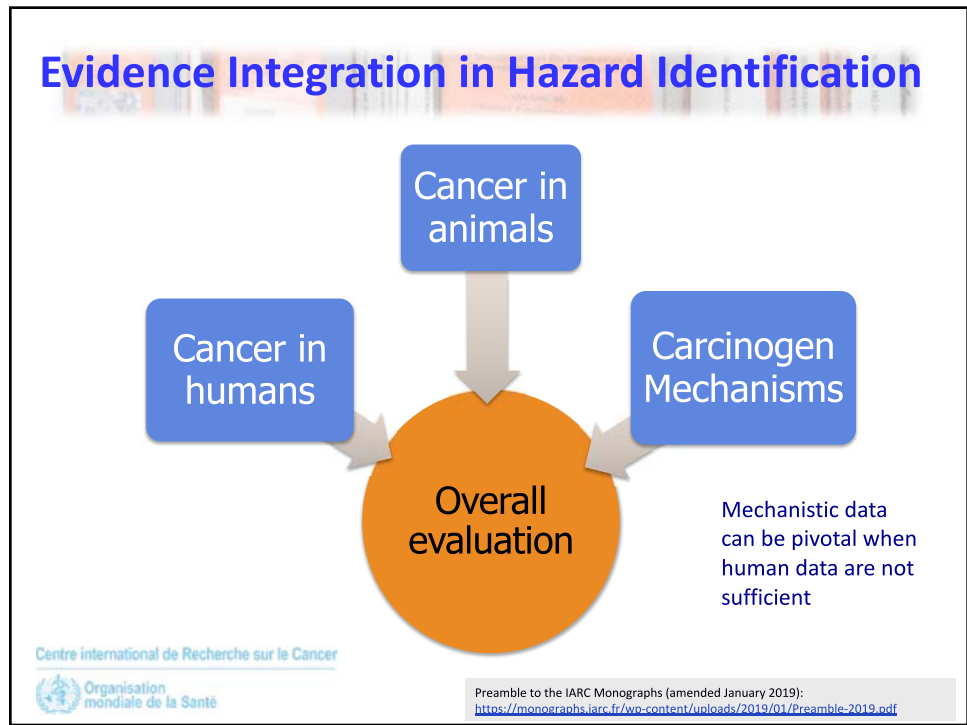 Evidence Integration in Hazard Identification
Cancer in
animals
Cancer in
humans
Carcinogen
Mechanisms
Overall
evaluation
Mechanistic data
can be pivotal when
human data are not
sufficient
Centre international de Recherche sur le Cancer
Organisation
mondiale de la Santé
Preamble to the IARC Monographs (amended January 2019):
https://monographs.iarc.fr/wp-content/uploads/2019/01/Preamble-2019.pdf